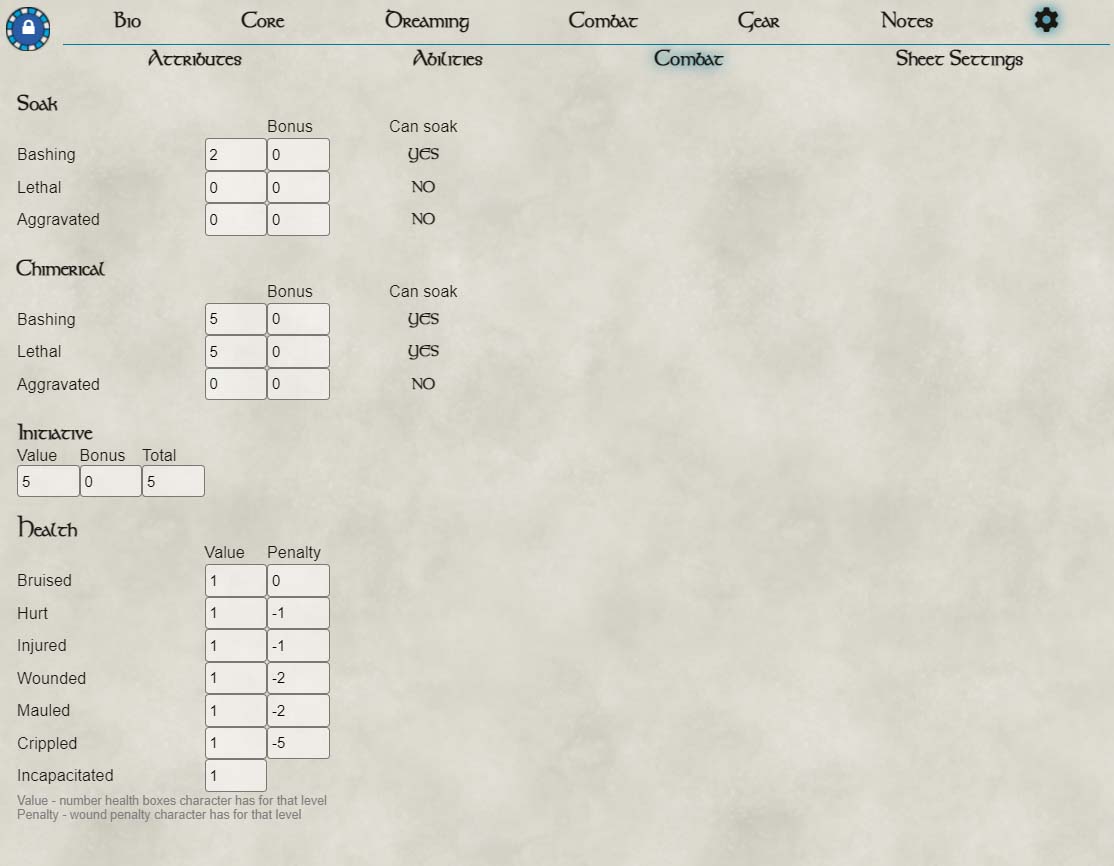 Bio Core Dreaming Combat Gear Notes
Attributes Abilities Combat Sheet Settings
Soak
Bonus Can soak
Bashing 2 0 YES
Lethal 0 0 NO
Aggravated 0 0 NO
Chimerical
Bonus Can soak
Bashing 5 0 YES
Lethal 5 0 YES
Aggravated 0 0 NO
Initiative
Value Bonus Total
5 0 5
Health
Value Penalty
Bruised 1 0
Hurt 1 -1
Injured 1 -1
Wounded 1 -2
Mauled 1 -2
Crippled 1 -5
Incapacitated 1
Value - number health boxes character has for that level
Penalty - wound penalty character has for that level